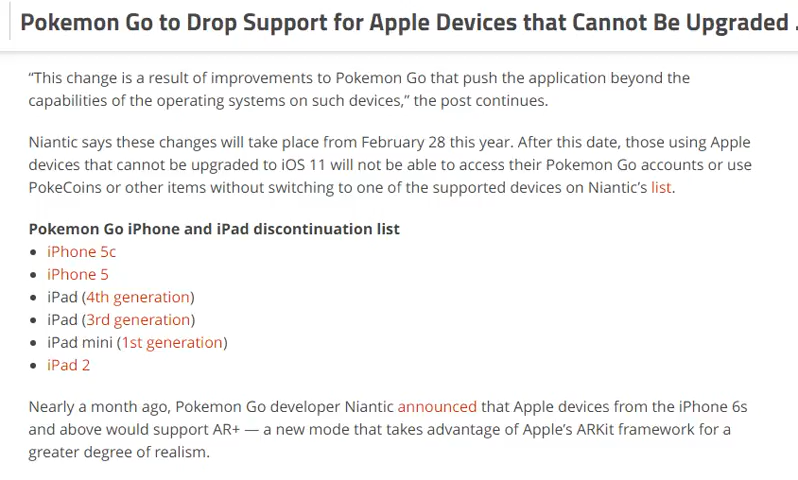 Pokemon Go to Drop Support for Apple Devices that Cannot Be Upgraded .
“This change is a result of improvements to Pokemon Go that push the application beyond the
capabilities of the operating systems on such devices,” the post continues.
Niantic says these changes will take place from February 28 this year. After this date, those using Apple
devices that cannot be upgraded to iOS 11 will not be able to access their Pokemon Go accounts or use
PokeCoins or other items without switching to one of the supported devices on Niantic’s list.
Pokemon Go iPhone and iPad discontinuation list
• iPhone 5c
• iPhone 5
• iPad (4th generation)
• iPad (3rd generation)
• iPad mini (1st generation)
• iPad 2
Nearly a month ago, Pokemon Go developer Niantic announced that Apple devices from the iPhone 6s
and above would support AR+ — a new mode that takes advantage of Apple’s ARKit framework for a
greater degree of realism.